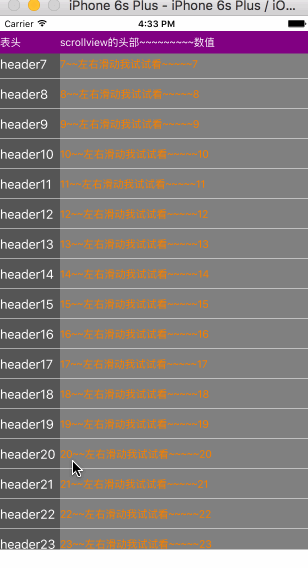 iPhone 6s Plus - iPhone 6s Plus / iO...
Carrier 4:33 PM
表头 scrollview的头部~~~~~~~~~数值
header7 7~~左右滑动我试试看~~~~~7
header8 8~~左右滑动我试试看~~~~~8
header9 9~~左右滑动我试试看~~~~~9
header10 10~~左右滑动我试试看~~~~~10
header11 11~~左右滑动我试试看~~~~~11
header12 12~~左右滑动我试试看~~~~~12
header13 13~~左右滑动我试试看~~~~~13
header14 14~~左右滑动我试试看~~~~~14
header15 15~~左右滑动我试试看~~~~~15
header16 16~~左右滑动我试试看~~~~~16
header17 17~~左右滑动我试试看~~~~~17
header18 18~~左右滑动我试试看~~~~~18
header19 19~~左右滑动我试试看~~~~~19
header20 20~~左右滑动我试试看~~~~~20
header21 21~~左右滑动我试试看~~~~~21
header22 22~~左右滑动我试试看~~~~~22
header23 23~~左右滑动我试试看~~~~~23